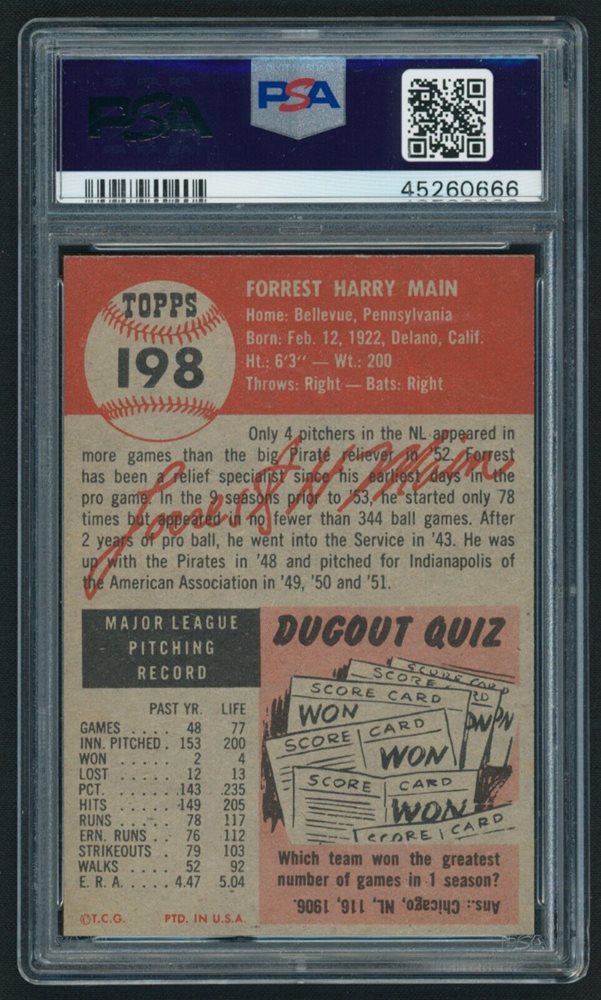 PSA
PSA
45260666
TOPPS
198
FORREST HARRY MAIN
Home: Bellevue, Pennsylvania
Born: Feb. 12, 1922, Delano, Calif.
Ht.: 6'3" — Wt.: 200
Throws: Right — Bats: Right
Only 4 pitchers in the NL appeared in
more games than the big Pirate reliever in '52. Forrest
has been a relief specialist since his earliest days in the
pro game. In the 9 seasons prior to '53, he started only 78
times but appeared in no fewer than 344 ball games. After
2 years of pro ball, he went into the Service in '43. He was
up with the Pirates in '48 and pitched for Indianapolis of
the American Association in '49, '50 and '51.
Forrest H Main
MAJOR LEAGUE
PITCHING
RECORD
PAST YR. LIFE
GAMES . . . . . 48 77
INN. PITCHED . 153 200
WON . . . . . 2 4
LOST . . . . . 12 13
PCT. . . . . . .143 .235
HITS . . . . . 149 205
RUNS . . . . . 78 117
ERN. RUNS . . 76 112
STRIKEOUTS . . 79 103
WALKS . . . . . 52 92
E. R. A. . . . . 4.47 5.04
©T.C.G. PTD. IN U.S.A.
DUGOUT QUIZ
SCORE CARD
SCORE RD
SCORE CARD
WON
SCORE CARD
WON
SCORE CARD
WON
SCORE CARD
Which team won the greatest
number of games in 1 season?
Ans.: Chicago, NL, 116, 1906.